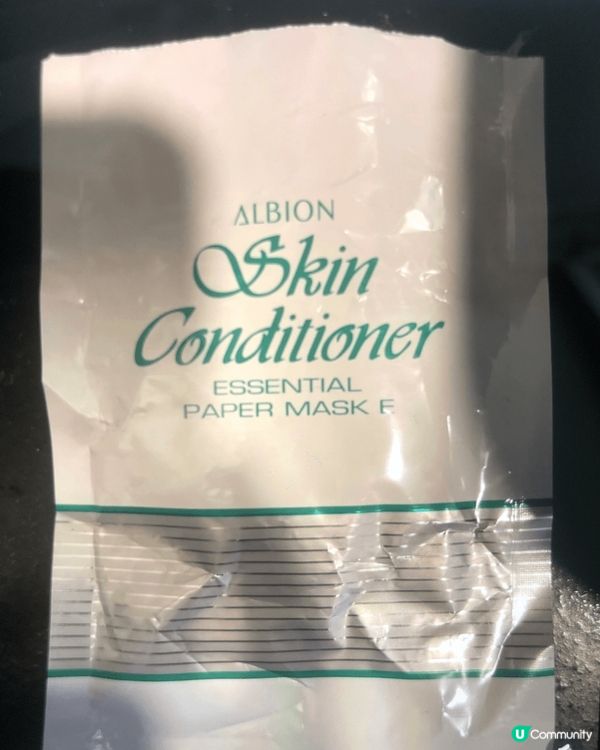 ALBION
Skin
Conditioner
ESSENTIAL
PAPER MASK E
U Community